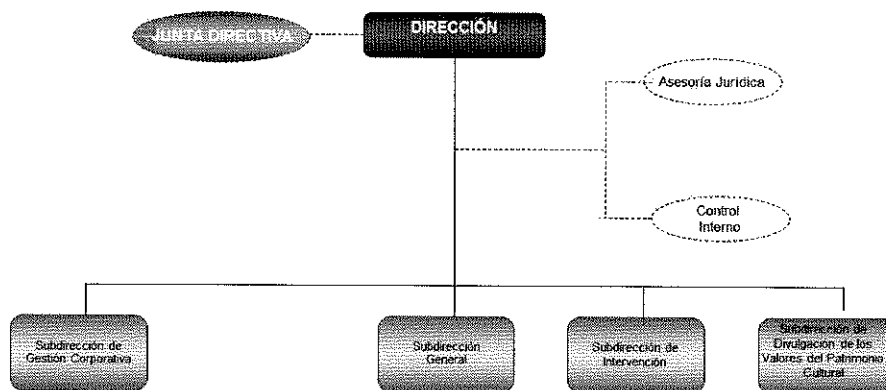 JUNTA DIRECTIVA
DIRECCIÓN
Asesoría Jurídica
Control
Interno
Subdirección de
Gestión Corporativa
Subdirección
General
Subdirección de
Intervención
Subdirección de
Divulgación de los
Valores del Patrimonio
Cultural